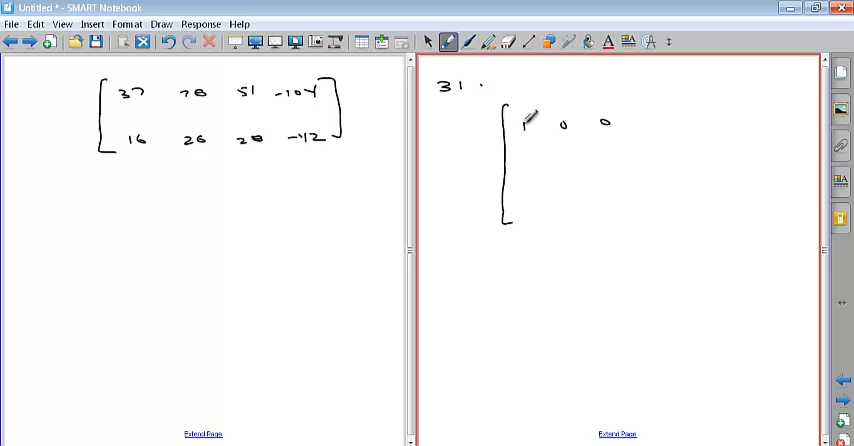 Untitled * - SMART Notebook
File Edit View Insert Format Draw Response Help
37 78 51 -104
16 26 28 -42
31.
1 0 0
Extend Page
Extend Page